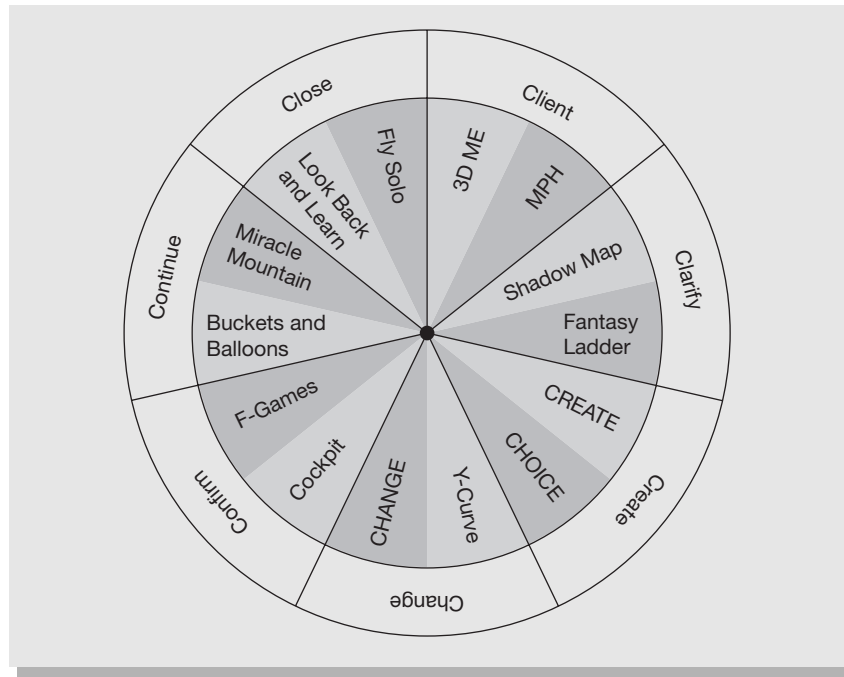 Client
Clarify
Create
Change
Confirm
Continue
Close
3D ME
MPH
Shadow Map
Fantasy
Ladder
CREATE
CHOICE
Y-Curve
CHANGE
Cockpit
F-Games
Buckets and
Balloons
Miracle
Mountain
Look Back
and Learn
Fly Solo